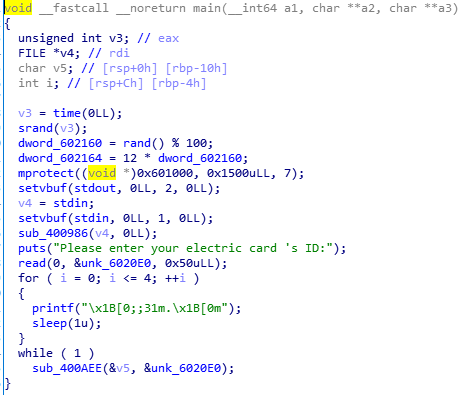 void __fastcall __noreturn main(__int64 a1, char **a2, char **a3)
{
  unsigned int v3; // eax
  FILE *v4; // rdi
  char v5; // [rsp+0h] [rbp-10h]
  int i; // [rsp+Ch] [rbp-4h]

  v3 = time(0LL);
  srand(v3);
  dword_602160 = rand() % 100;
  dword_602164 = 12 * dword_602160;
  mprotect((void *)0x601000, 0x1500uLL, 7);
  setvbuf(stdout, 0LL, 2, 0LL);
  v4 = stdin;
  setvbuf(stdin, 0LL, 1, 0LL);
  sub_400986(v4, 0LL);
  puts("Please enter your electric card 's ID:");
  read(0, &unk_6020E0, 0x50uLL);
  for ( i = 0; i <= 4; ++i )
  {
    printf("\x1B[0;;31m.\x1B[0m");
    sleep(1u);
  }
  while ( 1 )
    sub_400AEE(&v5, &unk_6020E0);
}